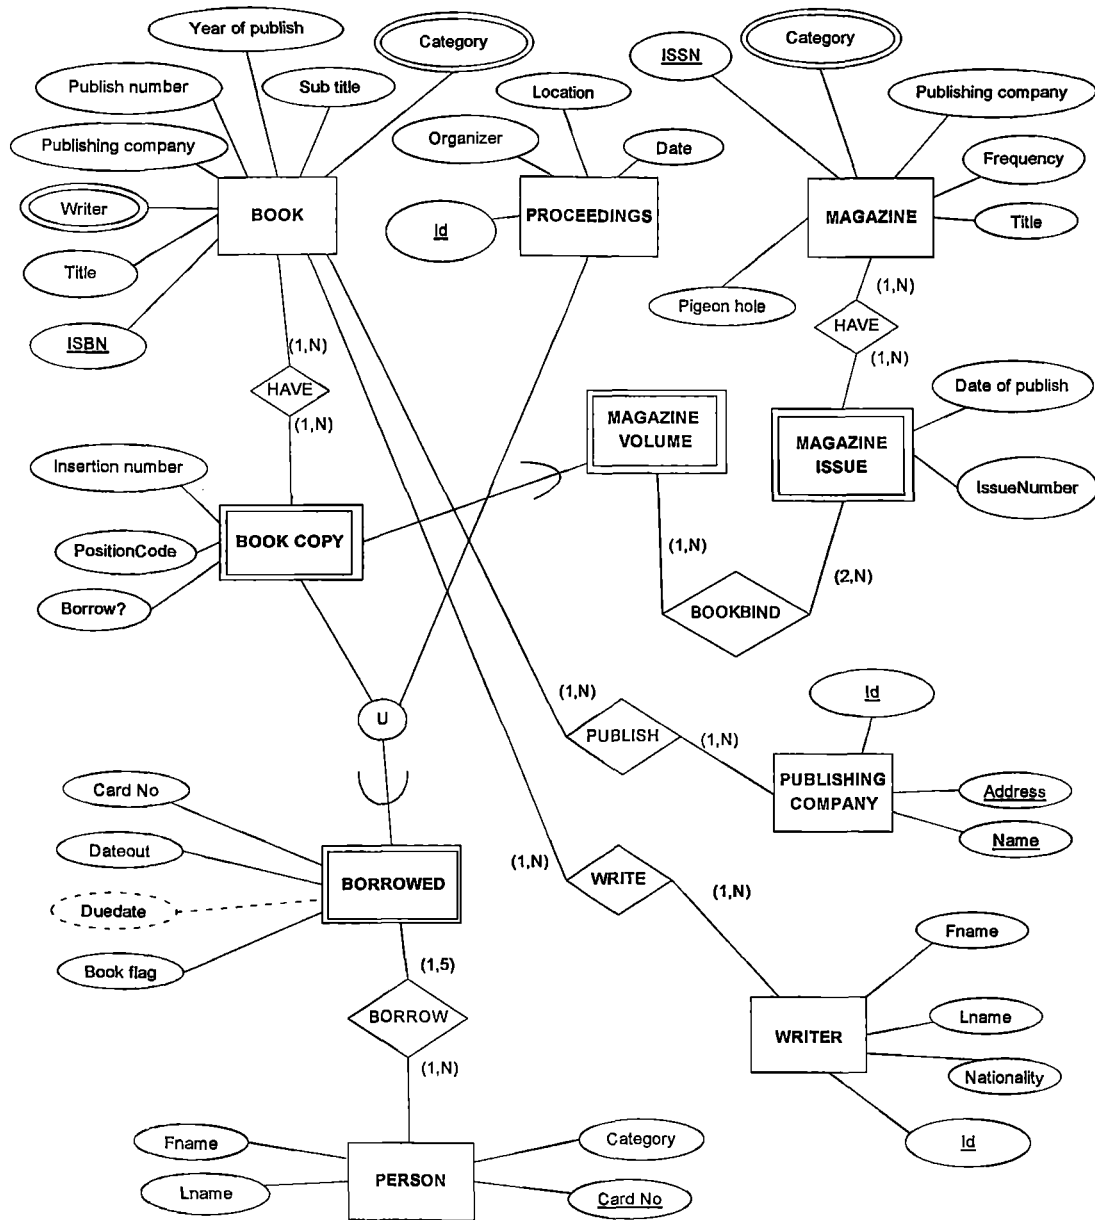 Year of publish
Category
Publish number
Sub title
Publishing company
Writer
BOOK
Title
ISBN
Location
Organizer
Date
PROCEEDINGS
Id
ISSN
Category
Publishing company
Frequency
MAGAZINE
Title
Pigeon hole
(1,N)
HAVE
(1,N)
(1,N)
HAVE
(1,N)
MAGAZINE
VOLUME
MAGAZINE
ISSUE
Date of publish
IssueNumber
Insertion number
BOOK COPY
PositionCode
Borrow?
(1,N)
(2,N)
BOOKBIND
U
(1,N)
PUBLISH
(1,N)
Id
PUBLISHING
COMPANY
Address
Name
Card No
Dateout
BORROWED
Duedate
Book flag
(1,N)
WRITE
(1,N)
Fname
Lname
WRITER
Nationality
Id
(1,5)
BORROW
(1,N)
Fname
Category
PERSON
Lname
Card No